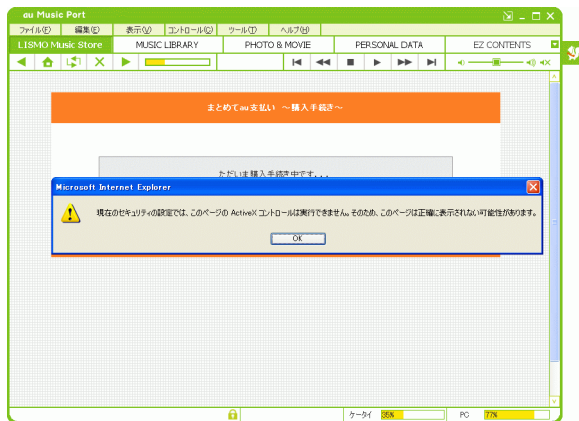 au Music Port
ファイル(F) 編集(E) 表示(V) コントロール(C) ツール(T) ヘルプ(H)
LISMO Music Store MUSIC LIBRARY PHOTO & MOVIE PERSONAL DATA EZ CONTENTS
まとめてau支払い ～購入手続き～
ただいま購入手続き中です...
Microsoft Internet Explorer
現在のセキュリティの設定では、このページの ActiveX コントロールは実行できません。そのため、このページは正確に表示されない可能性があります。
OK
ケータイ 35% PC 77%